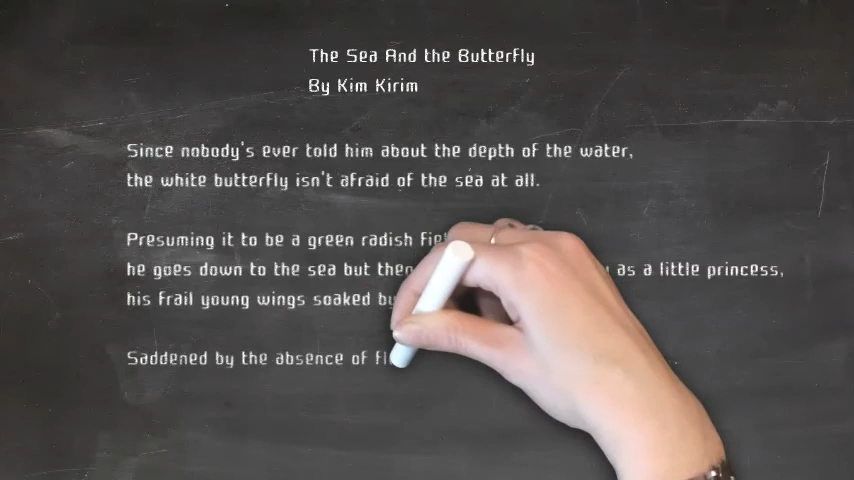 The Sea And the Butterfly
By Kim Kirim
Since nobody's ever told him about the depth of the water,
the white butterfly isn't afraid of the sea at all.
Presuming it to be a green radish
he goes down to the sea but as a little princess,
his frail young wings soaked by
Saddened by the absence of